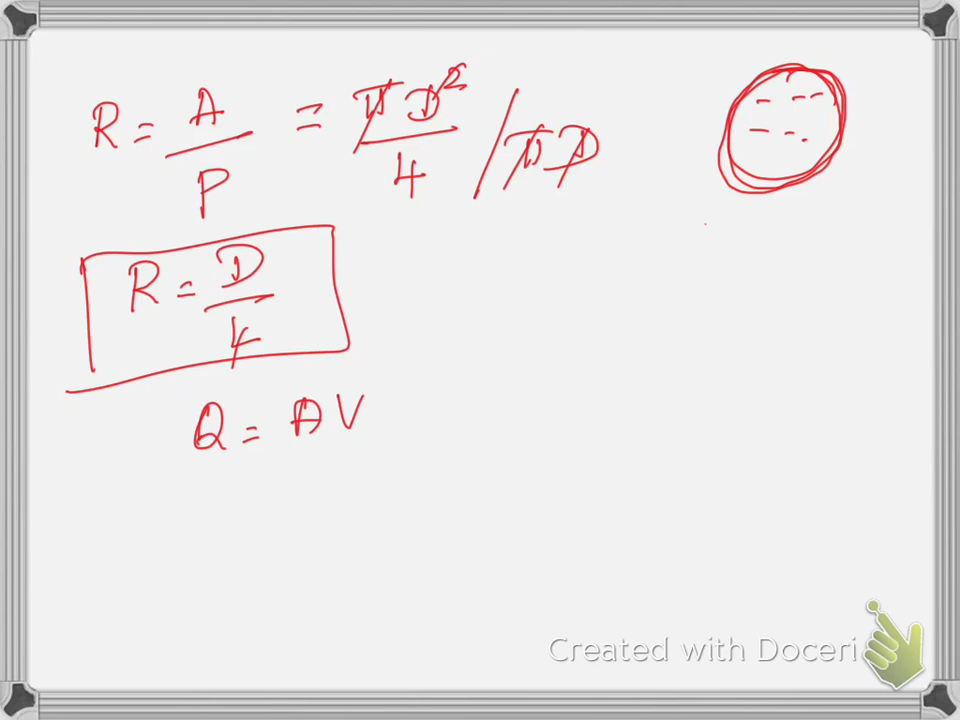 R = A / P = πD² / 4 / πD
R = D / 4
Q = AV
Created with Doceri